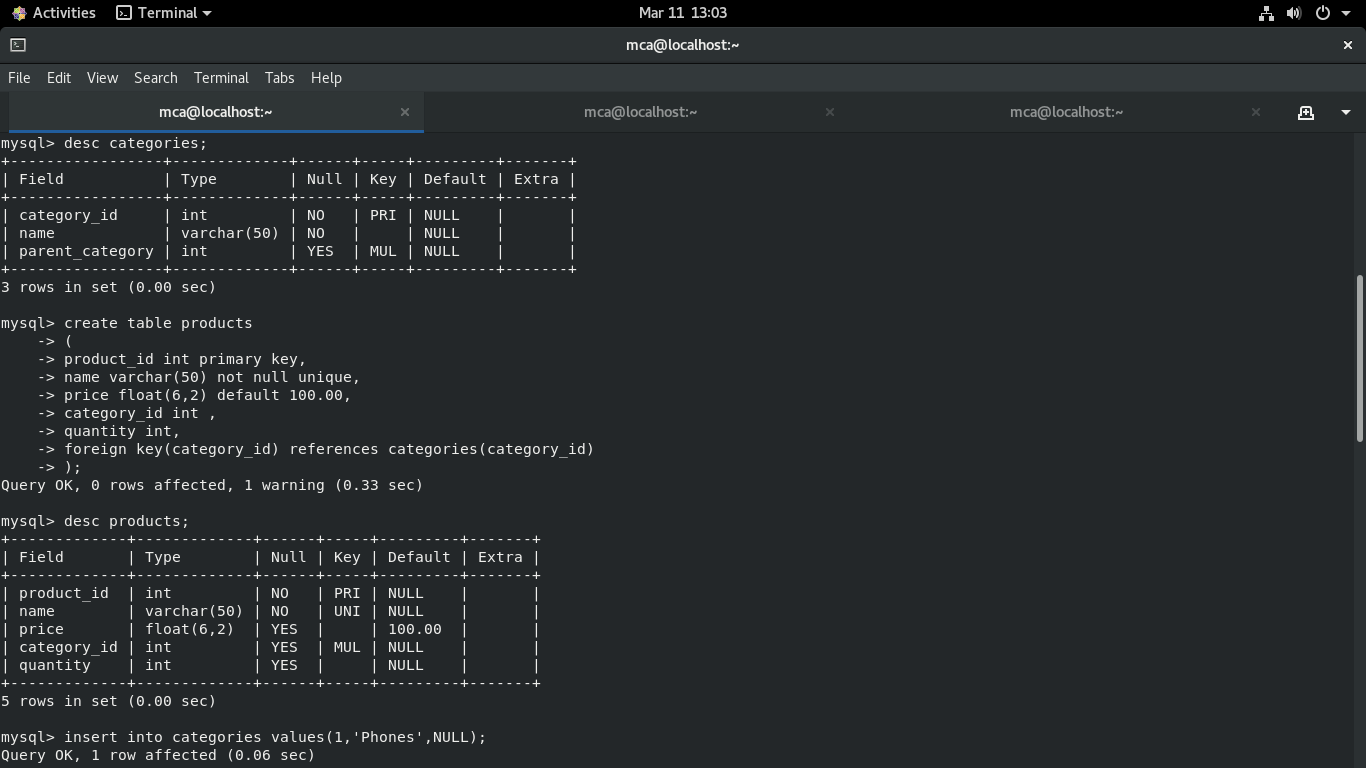 Activities Terminal Mar 11 13:03
mca@localhost:~
File Edit View Search Terminal Tabs Help
mca@localhost:~ mca@localhost:~ mca@localhost:~
mysql> desc categories;
+-----------------+-------------+------+-----+---------+-------+
| Field           | Type        | Null | Key | Default | Extra |
+-----------------+-------------+------+-----+---------+-------+
| category_id     | int         | NO   | PRI | NULL    |       |
| name            | varchar(50) | NO   |     | NULL    |       |
| parent_category | int         | YES  | MUL | NULL    |       |
+-----------------+-------------+------+-----+---------+-------+
3 rows in set (0.00 sec)
mysql> create table products
    -> (
    -> product_id int primary key,
    -> name varchar(50) not null unique,
    -> price float(6,2) default 100.00,
    -> category_id int ,
    -> quantity int,
    -> foreign key(category_id) references categories(category_id)
    -> );
Query OK, 0 rows affected, 1 warning (0.33 sec)
mysql> desc products;
+-------------+-------------+------+-----+---------+-------+
| Field       | Type        | Null | Key | Default | Extra |
+-------------+-------------+------+-----+---------+-------+
| product_id  | int         | NO   | PRI | NULL    |       |
| name        | varchar(50) | NO   | UNI | NULL    |       |
| price       | float(6,2)  | YES  |     | 100.00  |       |
| category_id | int         | YES  | MUL | NULL    |       |
| quantity    | int         | YES  |     | NULL    |       |
+-------------+-------------+------+-----+---------+-------+
5 rows in set (0.00 sec)
mysql> insert into categories values(1,'Phones',NULL);
Query OK, 1 row affected (0.06 sec)